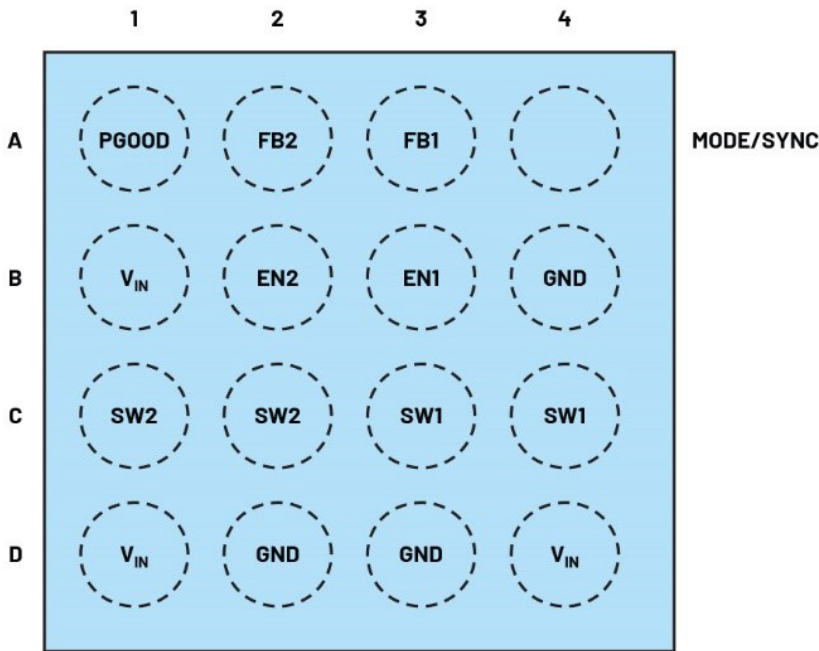 1 2 3 4
A PGOOD FB2 FB1 MODE/SYNC
B VIN EN2 EN1 GND
C SW2 SW2 SW1 SW1
D VIN GND GND VIN